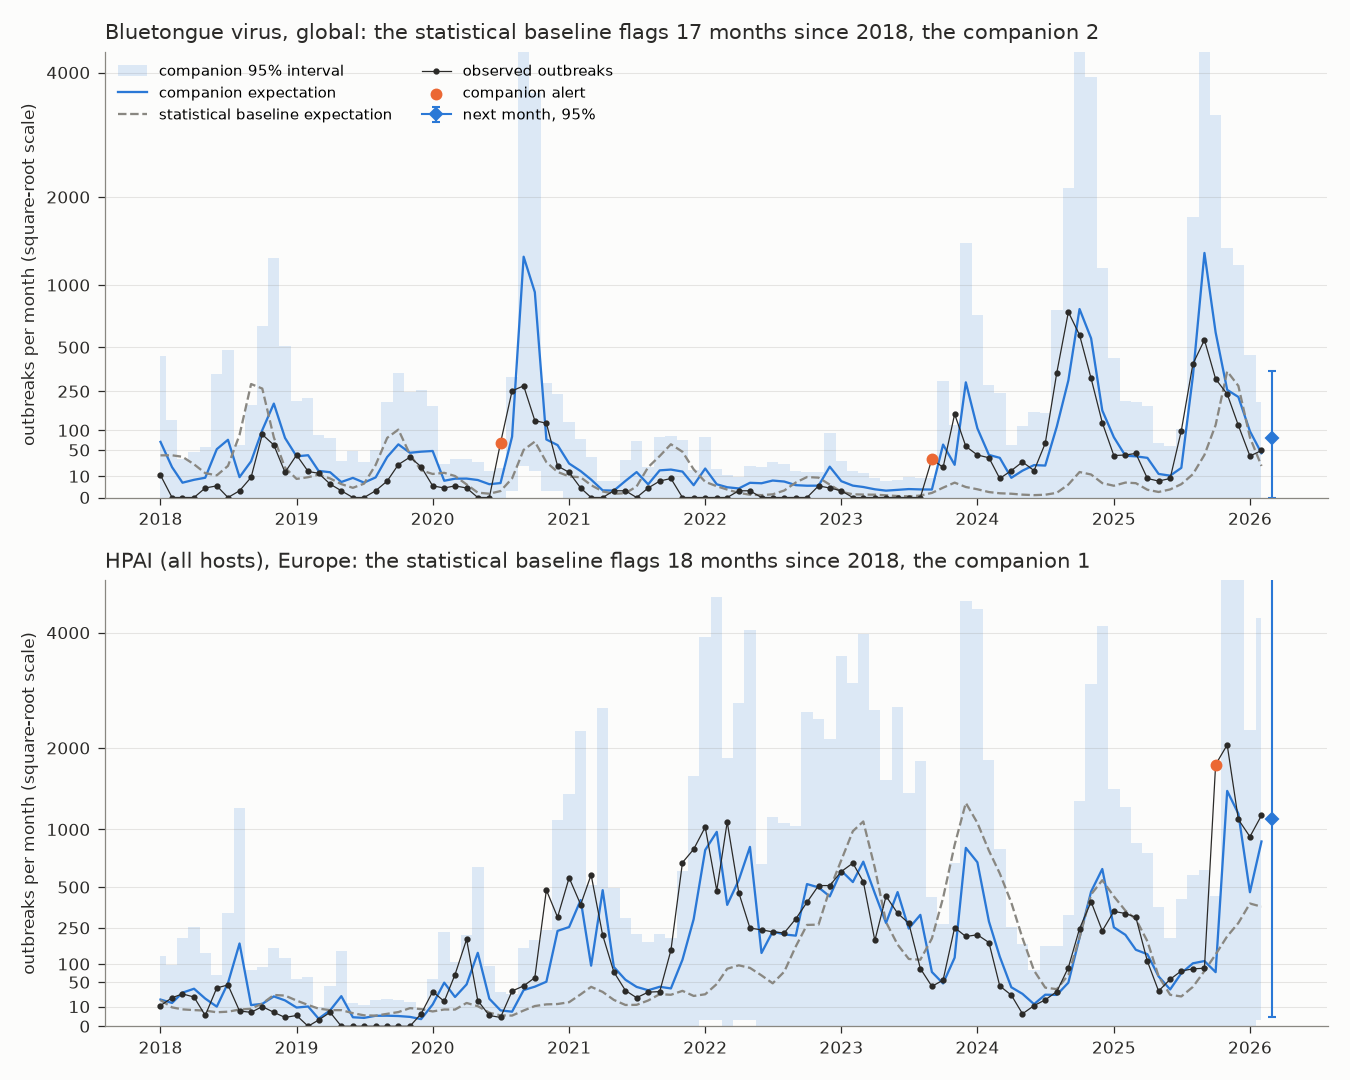 Bluetongue virus, global: the statistical baseline flags 17 months since 2018, the companion 2
outbreaks per month (square-root scale)
4000
2000
1000
500
250
100
50
10
0
companion 95% interval
companion expectation
statistical baseline expectation
observed outbreaks
companion alert
next month, 95%
2018 2019 2020 2021 2022 2023 2024 2025 2026
HPAI (all hosts), Europe: the statistical baseline flags 18 months since 2018, the companion 1
outbreaks per month (square-root scale)
4000
2000
1000
500
250
100
50
10
0
2018 2019 2020 2021 2022 2023 2024 2025 2026